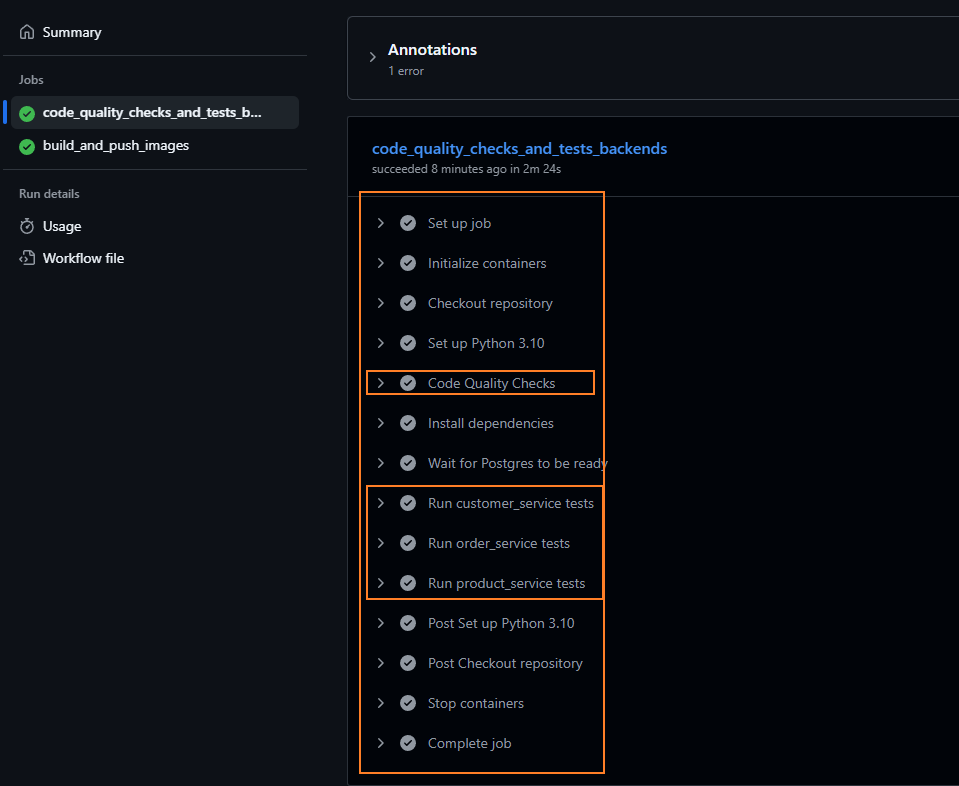 Summary
Jobs
code_quality_checks_and_tests_b...
build_and_push_images
Run details
Usage
Workflow file
Annotations
1 error
code_quality_checks_and_tests_backends
succeeded 8 minutes ago in 2m 24s
Set up job
Initialize containers
Checkout repository
Set up Python 3.10
Code Quality Checks
Install dependencies
Wait for Postgres to be ready
Run customer_service tests
Run order_service tests
Run product_service tests
Post Set up Python 3.10
Post Checkout repository
Stop containers
Complete job